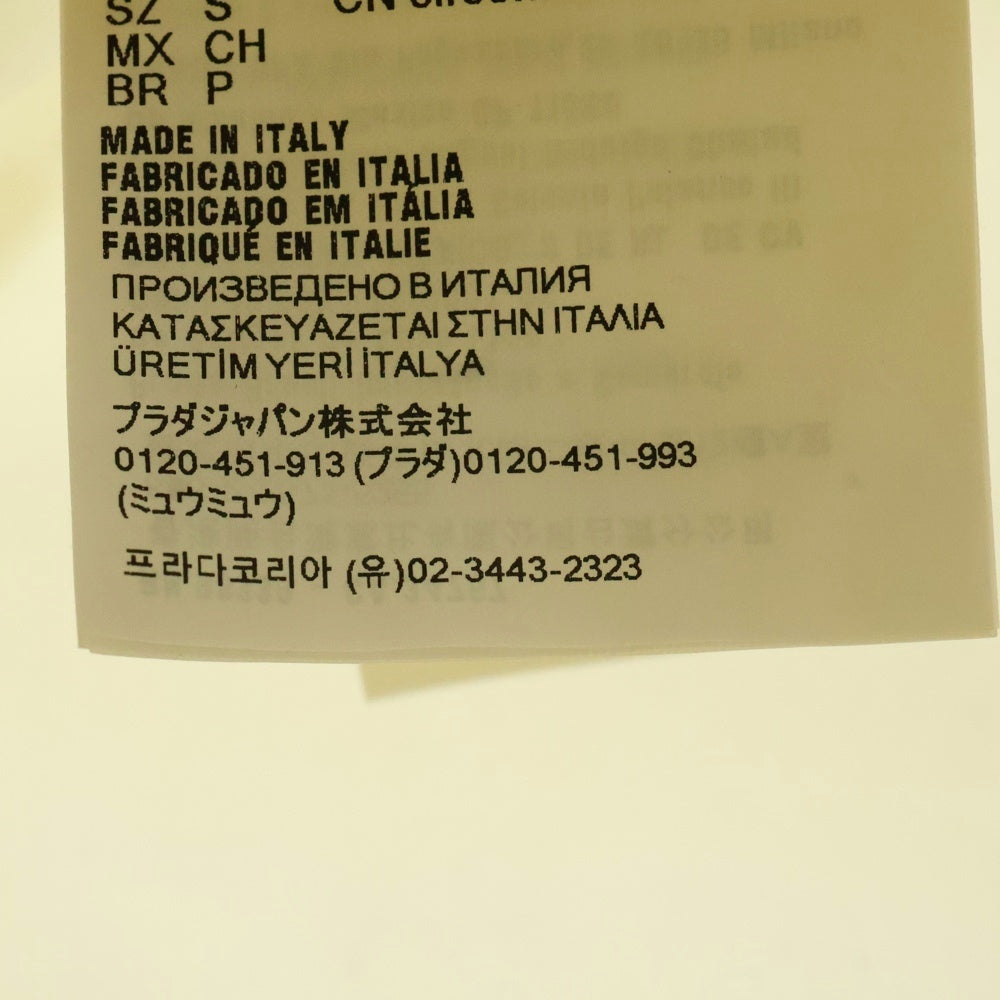 SZ S
MX CH
BR P
MADE IN ITALY
FABRICADO EN ITALIA
FABRICADO EM ITÁLIA
FABRIQUÉ EN ITALIE
ПРОИЗВЕДЕНО В ИТАЛИЯ
ΚΑΤΑΣΚΕΥΑΖΕΤΑΙ ΣΤΗΝ ΙΤΑΛΙΑ
ÜRETİM YERİ İTALYA
プラダジャパン株式会社
0120-451-913 (プラダ)0120-451-993
(ミュウミュウ)
프라다코리아 (유)02-3443-2323